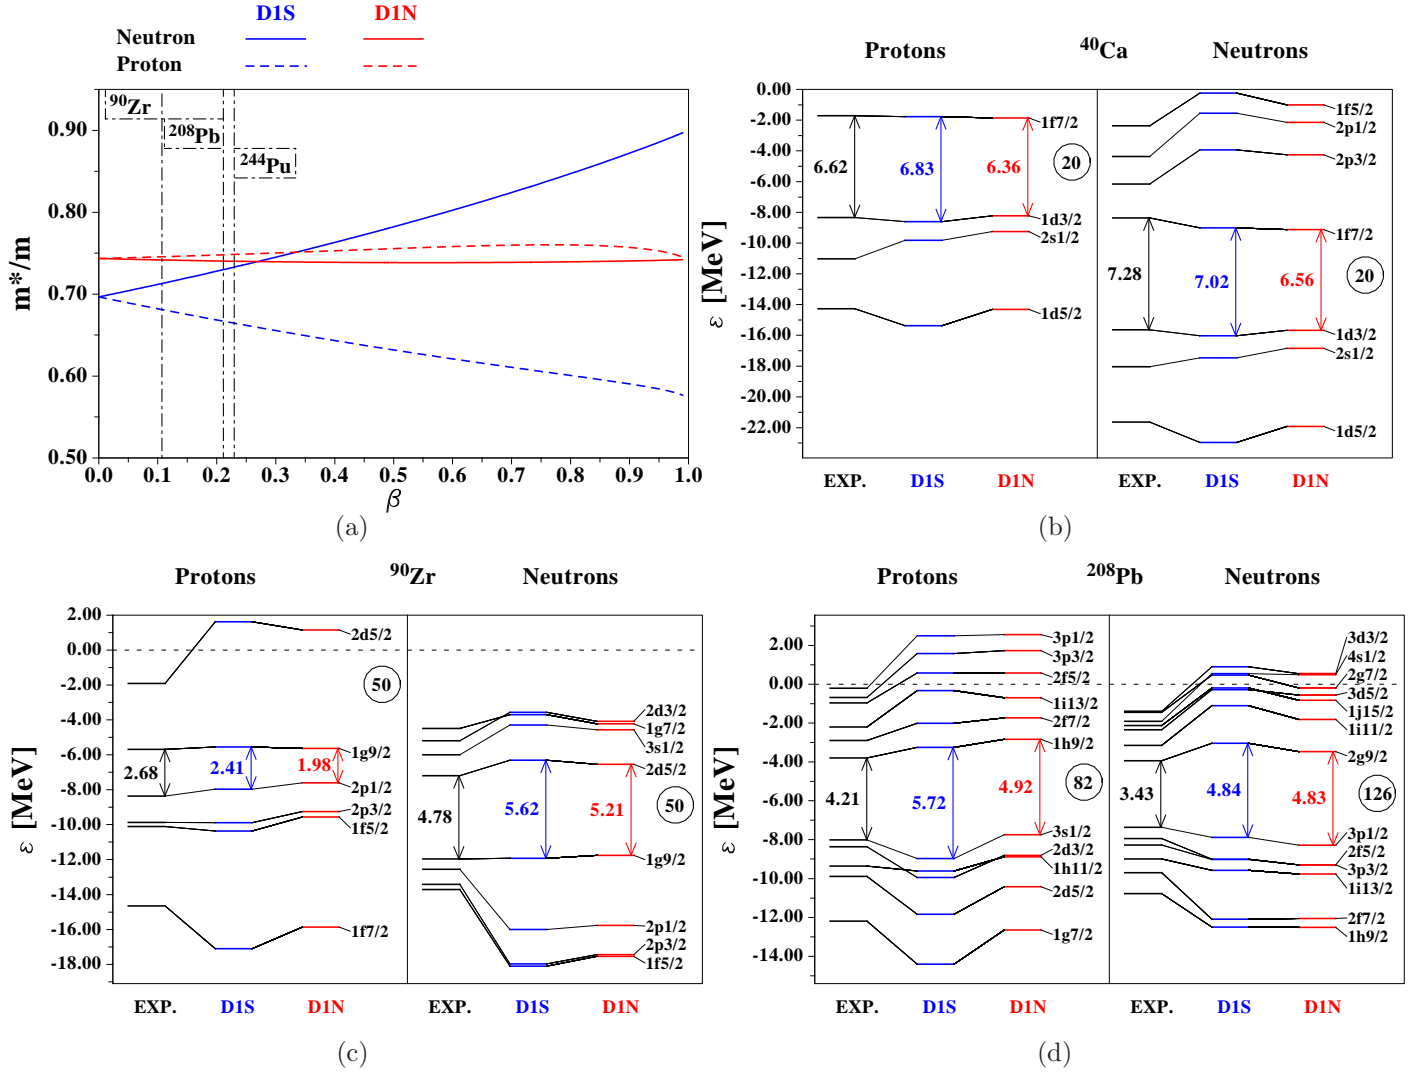 D1S D1N
Neutron
Proton
m*/m
0.90
0.80
0.70
0.60
0.50
90Zr
208Pb
244Pu
0.0 0.1 0.2 0.3 0.4 0.5 0.6 0.7 0.8 0.9 1.0
β
(a)
Protons 40Ca Neutrons
ε [MeV]
0.00
-2.00
-4.00
-6.00
-8.00
-10.00
-12.00
-14.00
-16.00
-18.00
-20.00
-22.00
6.62 6.83 6.36
20
1f7/2
1d3/2
2s1/2
1d5/2
7.28 7.02 6.56
20
1f5/2
2p1/2
2p3/2
1f7/2
1d3/2
2s1/2
1d5/2
EXP. D1S D1N EXP. D1S D1N
(b)
Protons 90Zr Neutrons
ε [MeV]
2.00
0.00
-2.00
-4.00
-6.00
-8.00
-10.00
-12.00
-14.00
-16.00
-18.00
2.68 2.41 1.98
50
2d5/2
1g9/2
2p1/2
2p3/2
1f5/2
1f7/2
4.78 5.62 5.21
50
2d3/2
1g7/2
3s1/2
2d5/2
1g9/2
2p1/2
2p3/2
1f5/2
EXP. D1S D1N EXP. D1S D1N
(c)
Protons 208Pb Neutrons
ε [MeV]
2.00
0.00
-2.00
-4.00
-6.00
-8.00
-10.00
-12.00
-14.00
4.21 5.72 4.92
82
3p1/2
3p3/2
2f5/2
1i13/2
2f7/2
1h9/2
3s1/2
2d3/2
1h11/2
2d5/2
1g7/2
3.43 4.84 4.83
126
3d3/2
4s1/2
2g7/2
3d5/2
1j15/2
1i11/2
2g9/2
3p1/2
2f5/2
3p3/2
1i13/2
2f7/2
1h9/2
EXP. D1S D1N EXP. D1S D1N
(d)